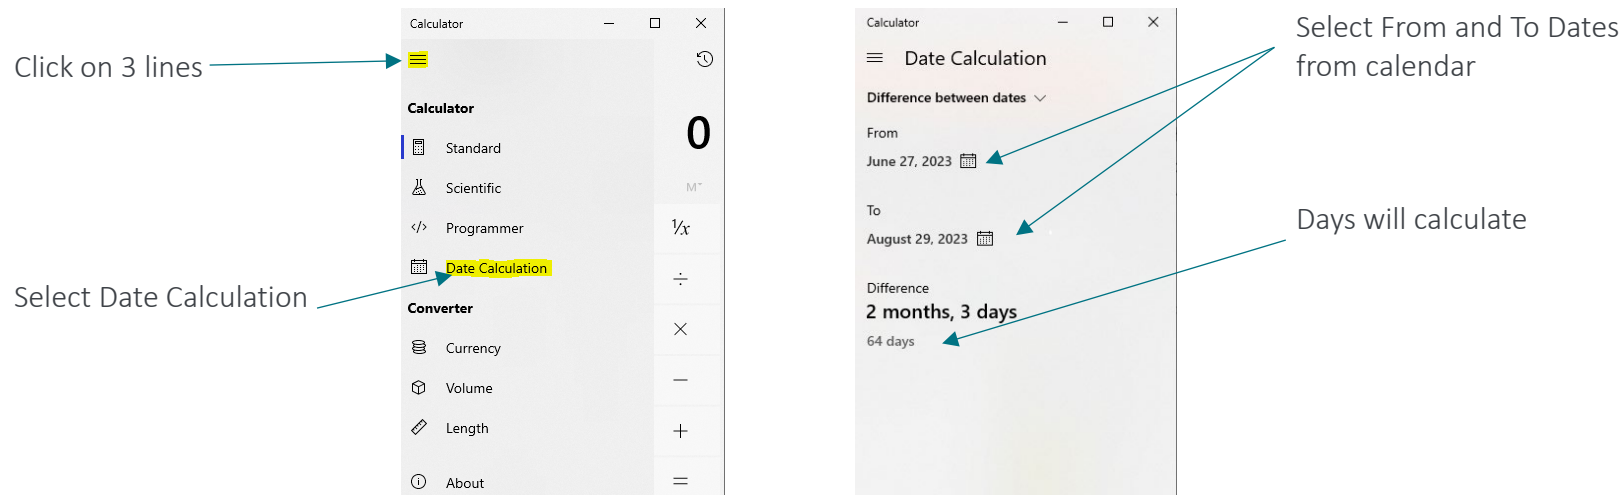 Click on 3 lines
Select Date Calculation
Calculator
0
Calculator
Standard
Scientific
M˅
Programmer
¹/x
Date Calculation
÷
Converter
×
Currency
Volume
−
Length
+
About
=
Calculator
Date Calculation
Difference between dates
From
June 27, 2023
To
August 29, 2023
Difference
2 months, 3 days
64 days
Select From and To Dates
from calendar
Days will calculate